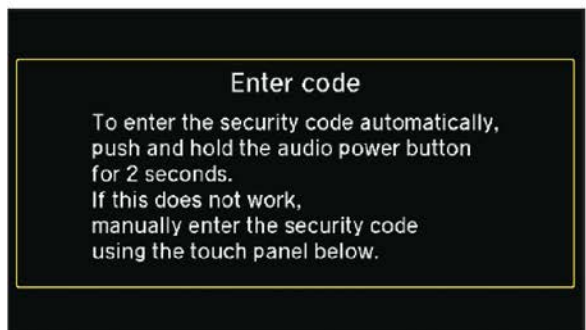 Enter code
To enter the security code automatically,
push and hold the audio power button
for 2 seconds.
If this does not work,
manually enter the security code
using the touch panel below.